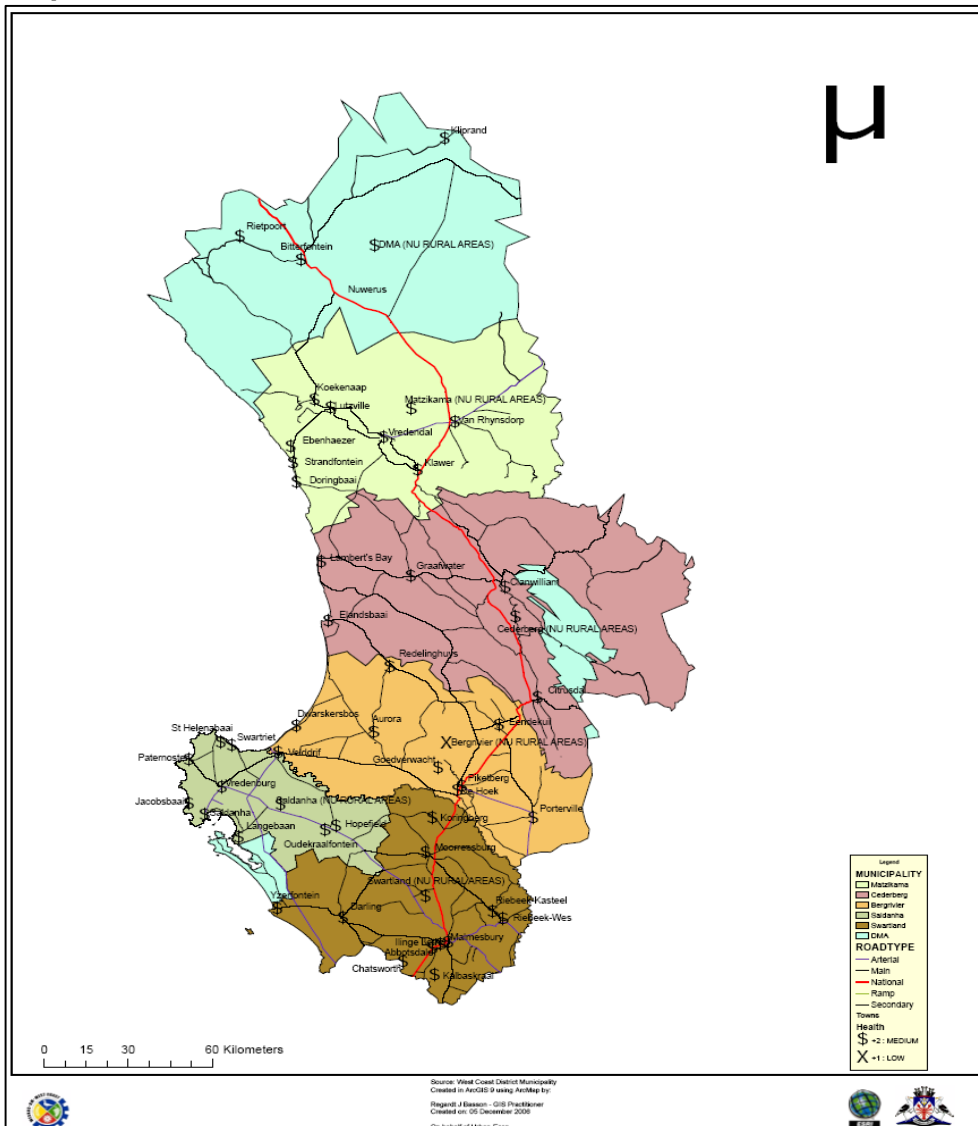 µ
Kliprand
Rietpoort
Bitterfontein
$DMA (NU RURAL AREAS)
Nuwerus
Koekenaap
Lutzville
Matzikama (NU RURAL AREAS)
Van Rhynsdorp
Vredendal
Ebenhaezer
Strandfontein
Klawer
Doringbaai
Lambert's Bay
Graafwater
Clanwilliam
Cederberg (NU RURAL AREAS)
Elandsbaai
Redelinghuys
Citrusdal
Dwarskersbos
Aurora
Eendekuil
St Helenabaai
Swartriet
X Bergrivier (NU RURAL AREAS)
Velddrif
Goedverwacht
Paternoster
Piketberg
De Hoek
Vredenburg
Jacobsbaai
Saldanha (NU RURAL AREAS)
Saldanha
Porterville
Koringberg
Hopefield
Langebaan
Oudekraalfontein
Moorressburg
Swartland (NU RURAL AREAS)
Yzerfontein
Riebeek-Kasteel
Darling
Riebeek-Wes
Ilinge Leth
Malmesbury
Abbotsdale
Chatsworth
Kalbaskraal
Legend
MUNICIPALITY
Matzikama
Cederberg
Bergrivier
Saldanha
Swartland
DMA
ROADTYPE
Arterial
Main
National
Ramp
Secondary
Towns
Health
$ +2 : MEDIUM
X +1 : LOW
0 15 30 60 Kilometers
Source: West Coast District Municipality
Created in ArcGIS 9 using ArcMap by:
Regardt J Basson - GIS Practitioner
Created on: 05 December 2008